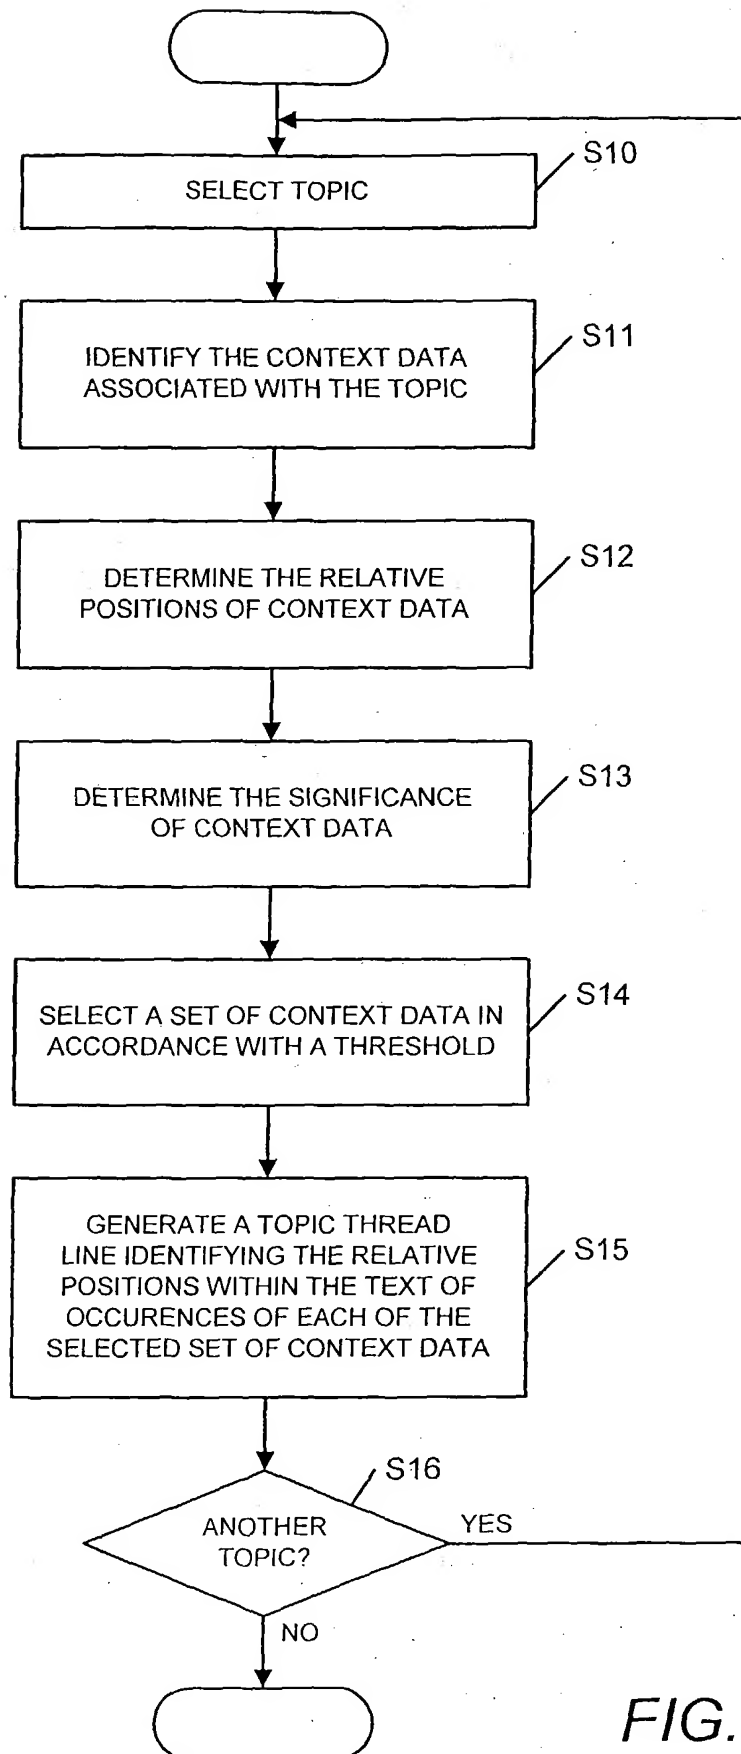 S10
SELECT TOPIC
S11
IDENTIFY THE CONTEXT DATA
ASSOCIATED WITH THE TOPIC
S12
DETERMINE THE RELATIVE
POSITIONS OF CONTEXT DATA
S13
DETERMINE THE SIGNIFICANCE
OF CONTEXT DATA
S14
SELECT A SET OF CONTEXT DATA IN
ACCORDANCE WITH A THRESHOLD
S15
GENERATE A TOPIC THREAD
LINE IDENTIFYING THE RELATIVE
POSITIONS WITHIN THE TEXT OF
OCCURENCES OF EACH OF THE
SELECTED SET OF CONTEXT DATA
S16
ANOTHER
TOPIC?
YES
NO
FIG.